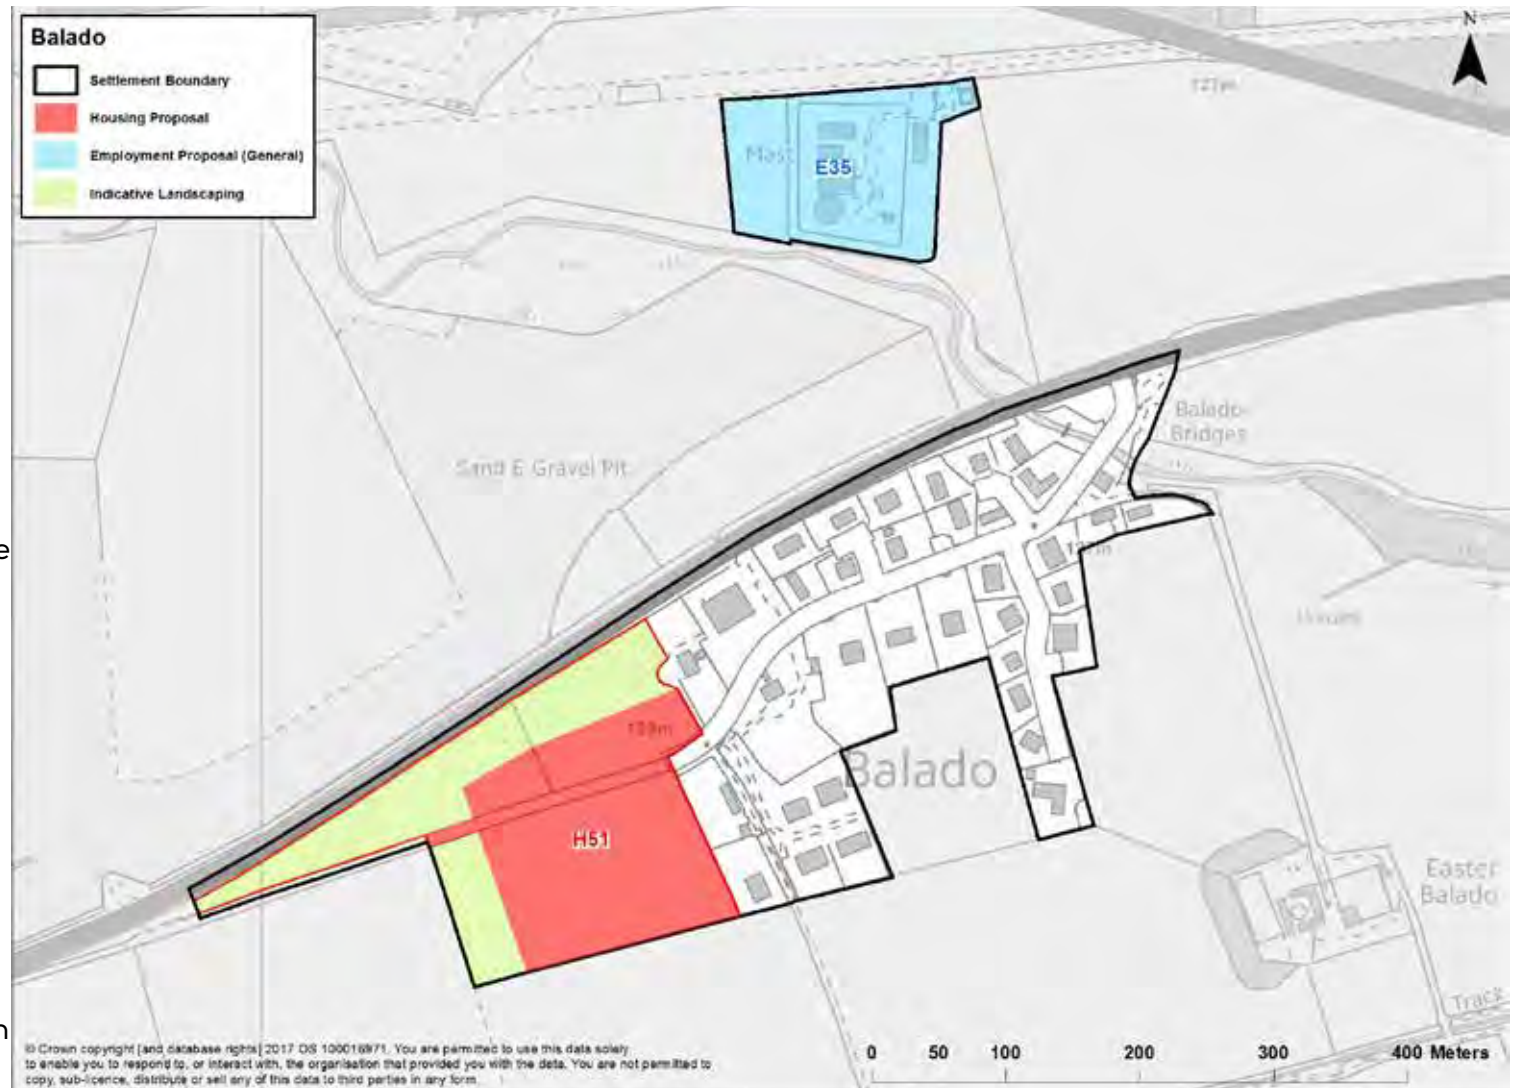 Balado
Settlement Boundary
Housing Proposal
Employment Proposal (General)
Indicative Landscaping
N
127m
Mast
E35
Balado
Bridges
Sand & Gravel Pit
e
127m
129m
Balado
H51
Easter
Balado
Track
n
© Crown copyright [and database rights] 2017 OS 100016971. You are permitted to use this data solely
to enable you to respond to, or interact with, the organisation that provided you with the data. You are not permitted to
copy, sub-licence, distribute or sell any of this data to third parties in any form.
0 50 100 200 300 400 Meters